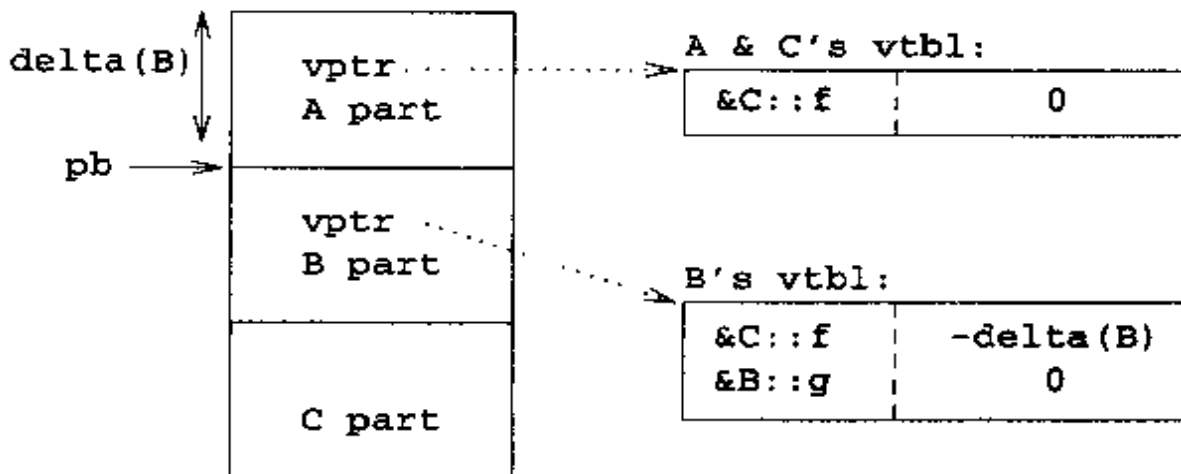 delta(B)
vptr
A part
pb
vptr
B part
C part
A & C's vtbl:
&C::f 0
B's vtbl:
&C::f -delta(B)
&B::g 0